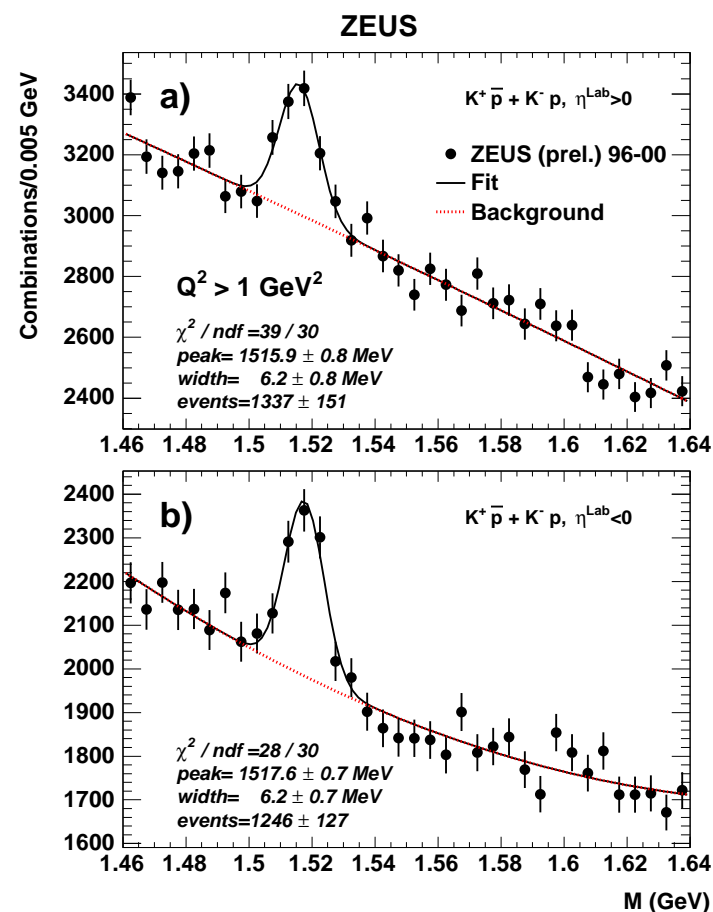 ZEUS
Combinations/0.005 GeV
a)
K⁺ p̅ + K⁻ p, η^Lab>0
ZEUS (prel.) 96-00
Fit
Background
Q² > 1 GeV²
χ² / ndf =39 / 30
peak= 1515.9 ± 0.8 MeV
width= 6.2 ± 0.8 MeV
events=1337 ± 151
3400
3200
3000
2800
2600
2400
1.46 1.48 1.5 1.52 1.54 1.56 1.58 1.6 1.62 1.64
b)
K⁺ p̅ + K⁻ p, η^Lab<0
χ² / ndf =28 / 30
peak= 1517.6 ± 0.7 MeV
width= 6.2 ± 0.7 MeV
events=1246 ± 127
2400
2300
2200
2100
2000
1900
1800
1700
1600
1.46 1.48 1.5 1.52 1.54 1.56 1.58 1.6 1.62 1.64
M (GeV)